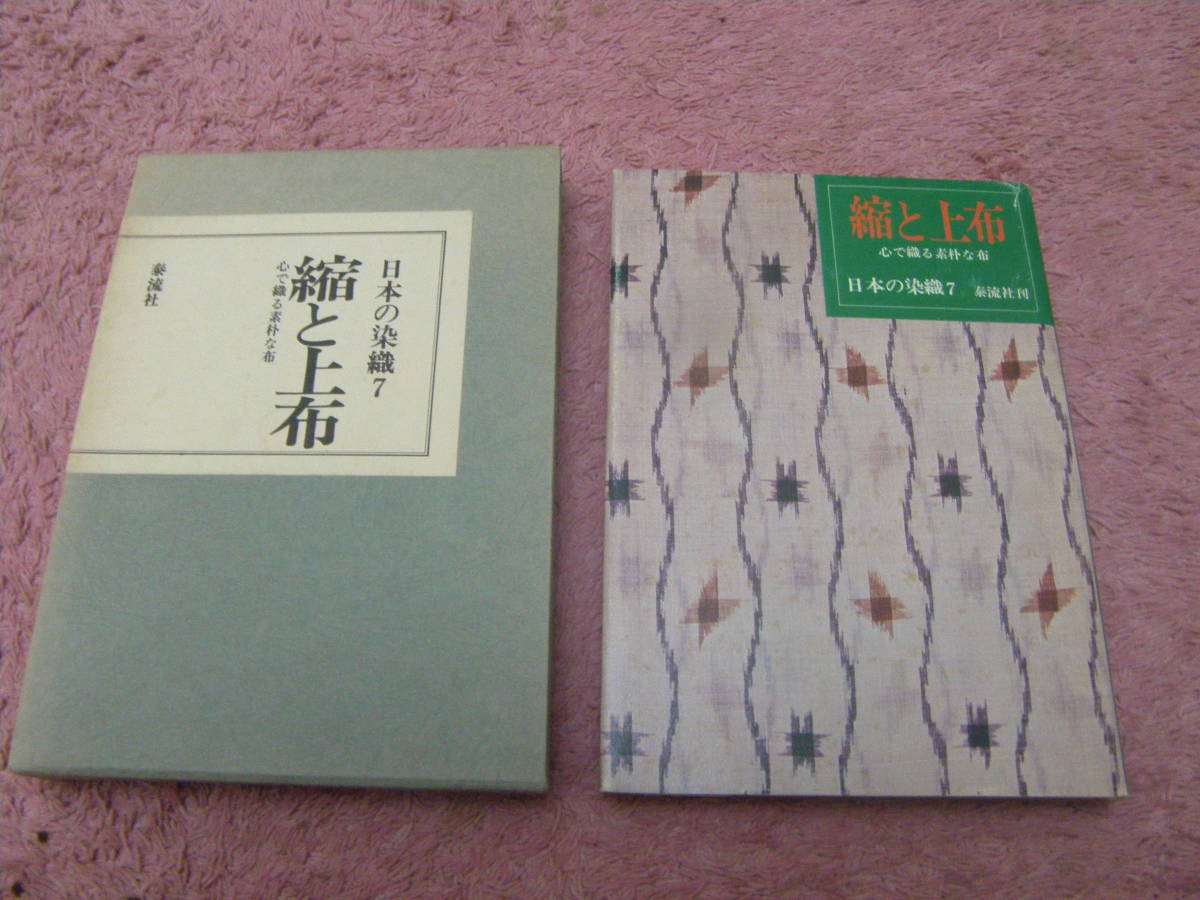 日本の染織7
縮と上布
心で織る素朴な布
泰流社
縮と上布
心で織る素朴な布
日本の染織7 泰流社刊